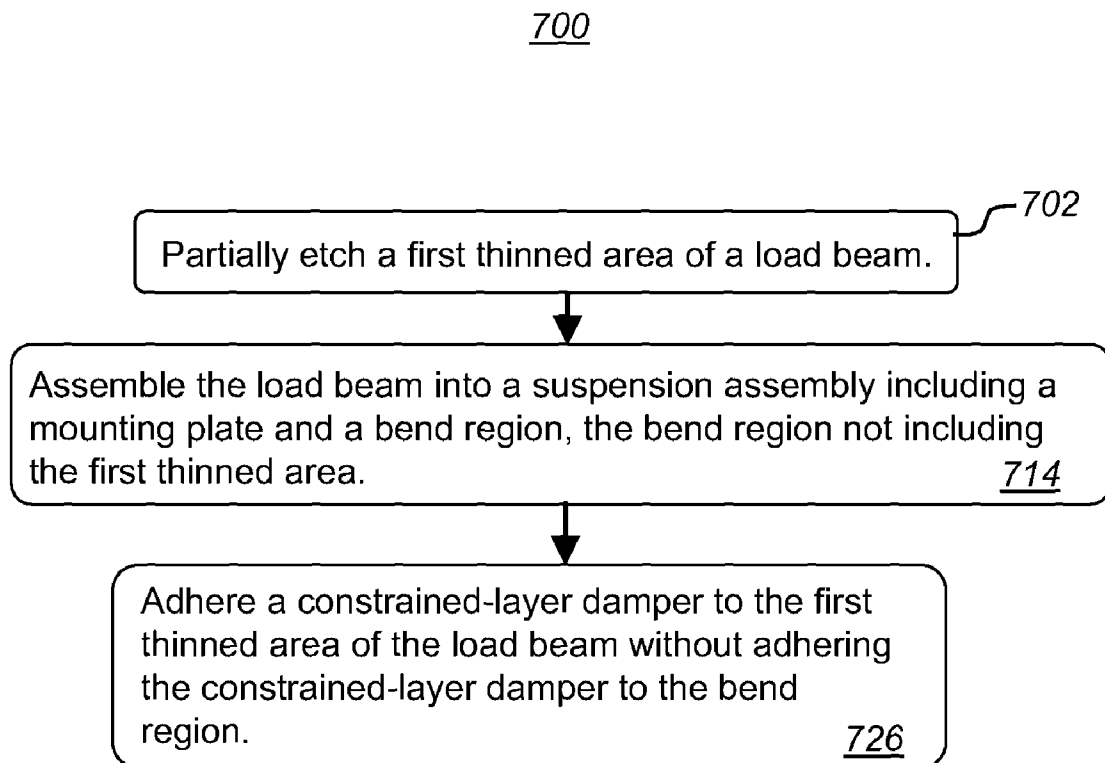 700
702
Partially etch a first thinned area of a load beam.
Assemble the load beam into a suspension assembly including a
mounting plate and a bend region, the bend region not including
the first thinned area.
714
Adhere a constrained-layer damper to the first
thinned area of the load beam without adhering
the constrained-layer damper to the bend
region.
726